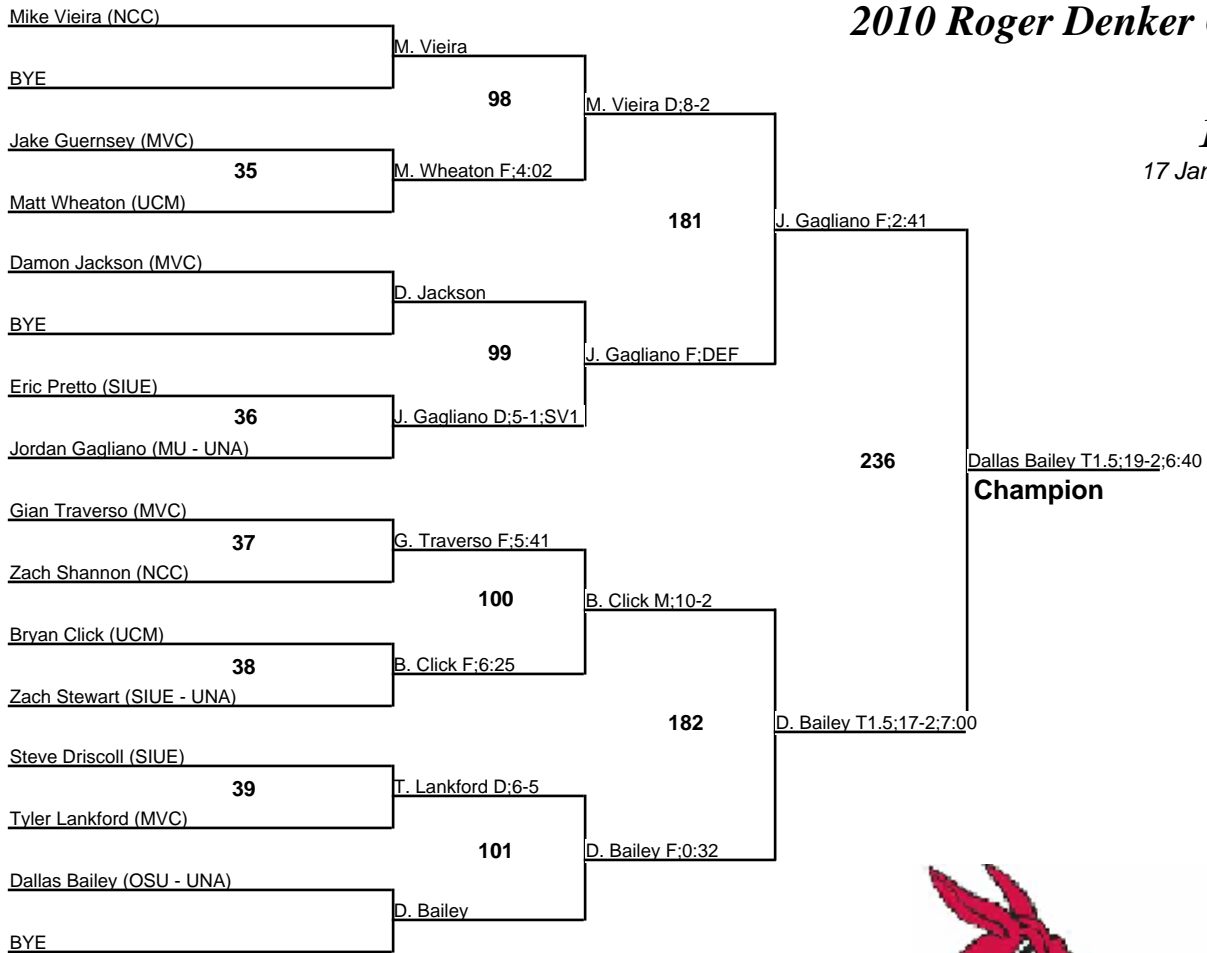 Mike Vieira (NCC)
2010 Roger Denker
M. Vieira
BYE
98
M. Vieira D;8-2
Jake Guernsey (MVC)
35
M. Wheaton F;4:02
17 Jan
Matt Wheaton (UCM)
181
J. Gagliano F;2:41
Damon Jackson (MVC)
D. Jackson
BYE
99
J. Gagliano F;DEF
Eric Pretto (SIUE)
36
J. Gagliano D;5-1;SV1
Jordan Gagliano (MU - UNA)
236
Dallas Bailey T1.5;19-2;6:40
Champion
Gian Traverso (MVC)
37
G. Traverso F;5:41
Zach Shannon (NCC)
100
B. Click M;10-2
Bryan Click (UCM)
38
B. Click F;6:25
Zach Stewart (SIUE - UNA)
182
D. Bailey T1.5;17-2;7:00
Steve Driscoll (SIUE)
39
T. Lankford D;6-5
Tyler Lankford (MVC)
101
D. Bailey F;0:32
Dallas Bailey (OSU - UNA)
D. Bailey
BYE